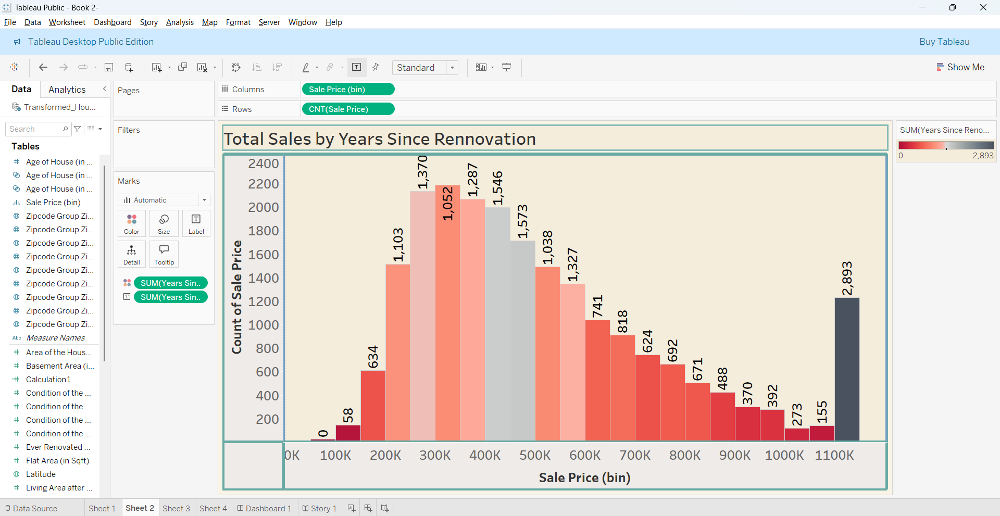 Tableau Public - Book 2-
File Data Worksheet Dashboard Story Analysis Map Format Server Window Help
Tableau Desktop Public Edition
Buy Tableau
Standard
Show Me
Data
Analytics
Transformed_Hou...
Search
Tables
Age of House (in ...
Age of House (in ...
Age of House (in ...
Sale Price (bin)
Zipcode Group Zi...
Zipcode Group Zi...
Zipcode Group Zi...
Zipcode Group Zi...
Zipcode Group Zi...
Zipcode Group Zi...
Zipcode Group Zi...
Zipcode Group Zi...
Zipcode Group Zi...
Abc Measure Names
Area of the Hous...
Basement Area (i...
Calculation1
Condition of the ...
Condition of the ...
Condition of the ...
Condition of the ...
Ever Renovated ...
Flat Area (in Sqft)
Latitude
Living Area after ...
Pages
Filters
Marks
Automatic
Color
Size
Label
Detail
Tooltip
SUM(Years Sin..
SUM(Years Sin..
Columns
Sale Price (bin)
Rows
CNT(Sale Price)
Total Sales by Years Since Rennovation
Count of Sale Price
2400
2200
2000
1800
1600
1400
1200
1000
800
600
400
200
0
58
634
1,103
1,370
1,052
1,287
1,546
1,573
1,038
1,327
741
818
624
692
671
488
370
392
273
155
2,893
0K 100K 200K 300K 400K 500K 600K 700K 800K 900K 1000K 1100K
Sale Price (bin)
SUM(Years Since Reno...
0 2,893
Data Source
Sheet 1
Sheet 2
Sheet 3
Sheet 4
Dashboard 1
Story 1